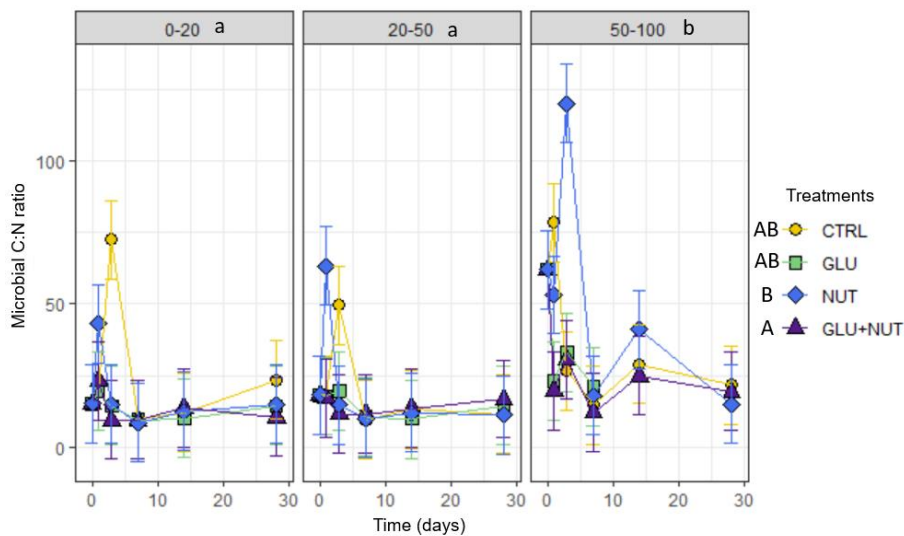 0-20 a
20-50 a
50-100 b
Microbial C:N ratio
100
50
0
0 10 20 30
0 10 20 30
0 10 20 30
Time (days)
Treatments
AB CTRL
AB GLU
B NUT
A GLU+NUT